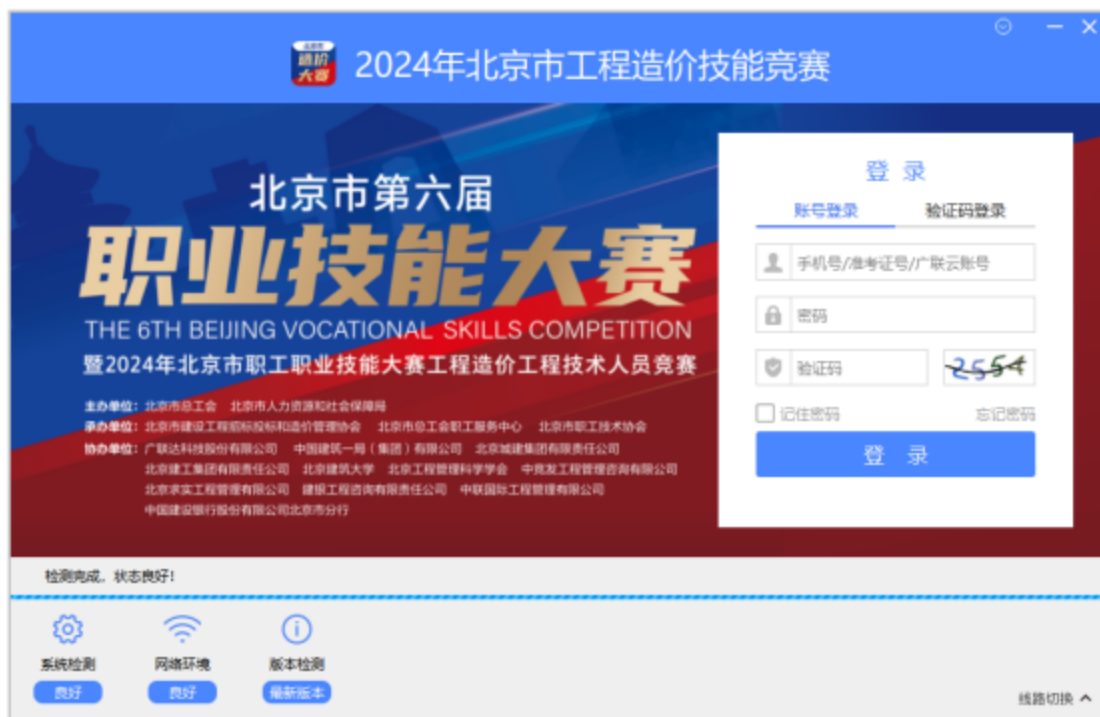 造价
大赛
2024年北京市工程造价技能竞赛
北京市第六届
职业技能大赛
THE 6TH BEIJING VOCATIONAL SKILLS COMPETITION
暨2024年北京市职工职业技能大赛工程造价工程技术人员竞赛
主办单位：北京市总工会 北京市人力资源和社会保障局
承办单位：北京市建设工程招标投标和造价管理协会 北京市总工会职工服务中心 北京市职工技术协会
协办单位：广联达科技股份有限公司 中国建筑一局（集团）有限公司 北京城建集团有限责任公司
北京建工集团有限责任公司 北京建筑大学 北京工程管理科学学会 中竞发工程管理咨询有限公司
北京求实工程管理有限公司 建银工程咨询有限责任公司 中联国际工程管理有限公司
中国建设银行股份有限公司北京市分行
登 录
账号登录 验证码登录
手机号/准考证号/广联云账号
密码
验证码 2554
记住密码 忘记密码
登 录
检测完成，状态良好！
系统检测 网络环境 版本检测
良好 良好 最新版本
线路切换